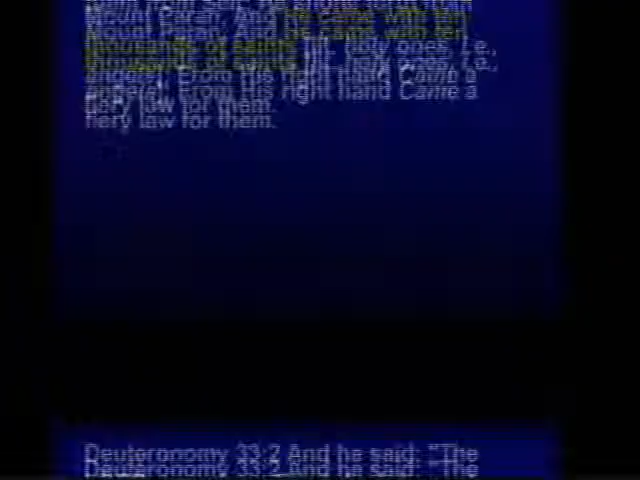 Mount Paran, And he came with ten
thousands of saints lit- holy ones, i.e.,
angels). From His right hand Came a
fiery law for them.
Deuteronomy 33:2 And he said: "The